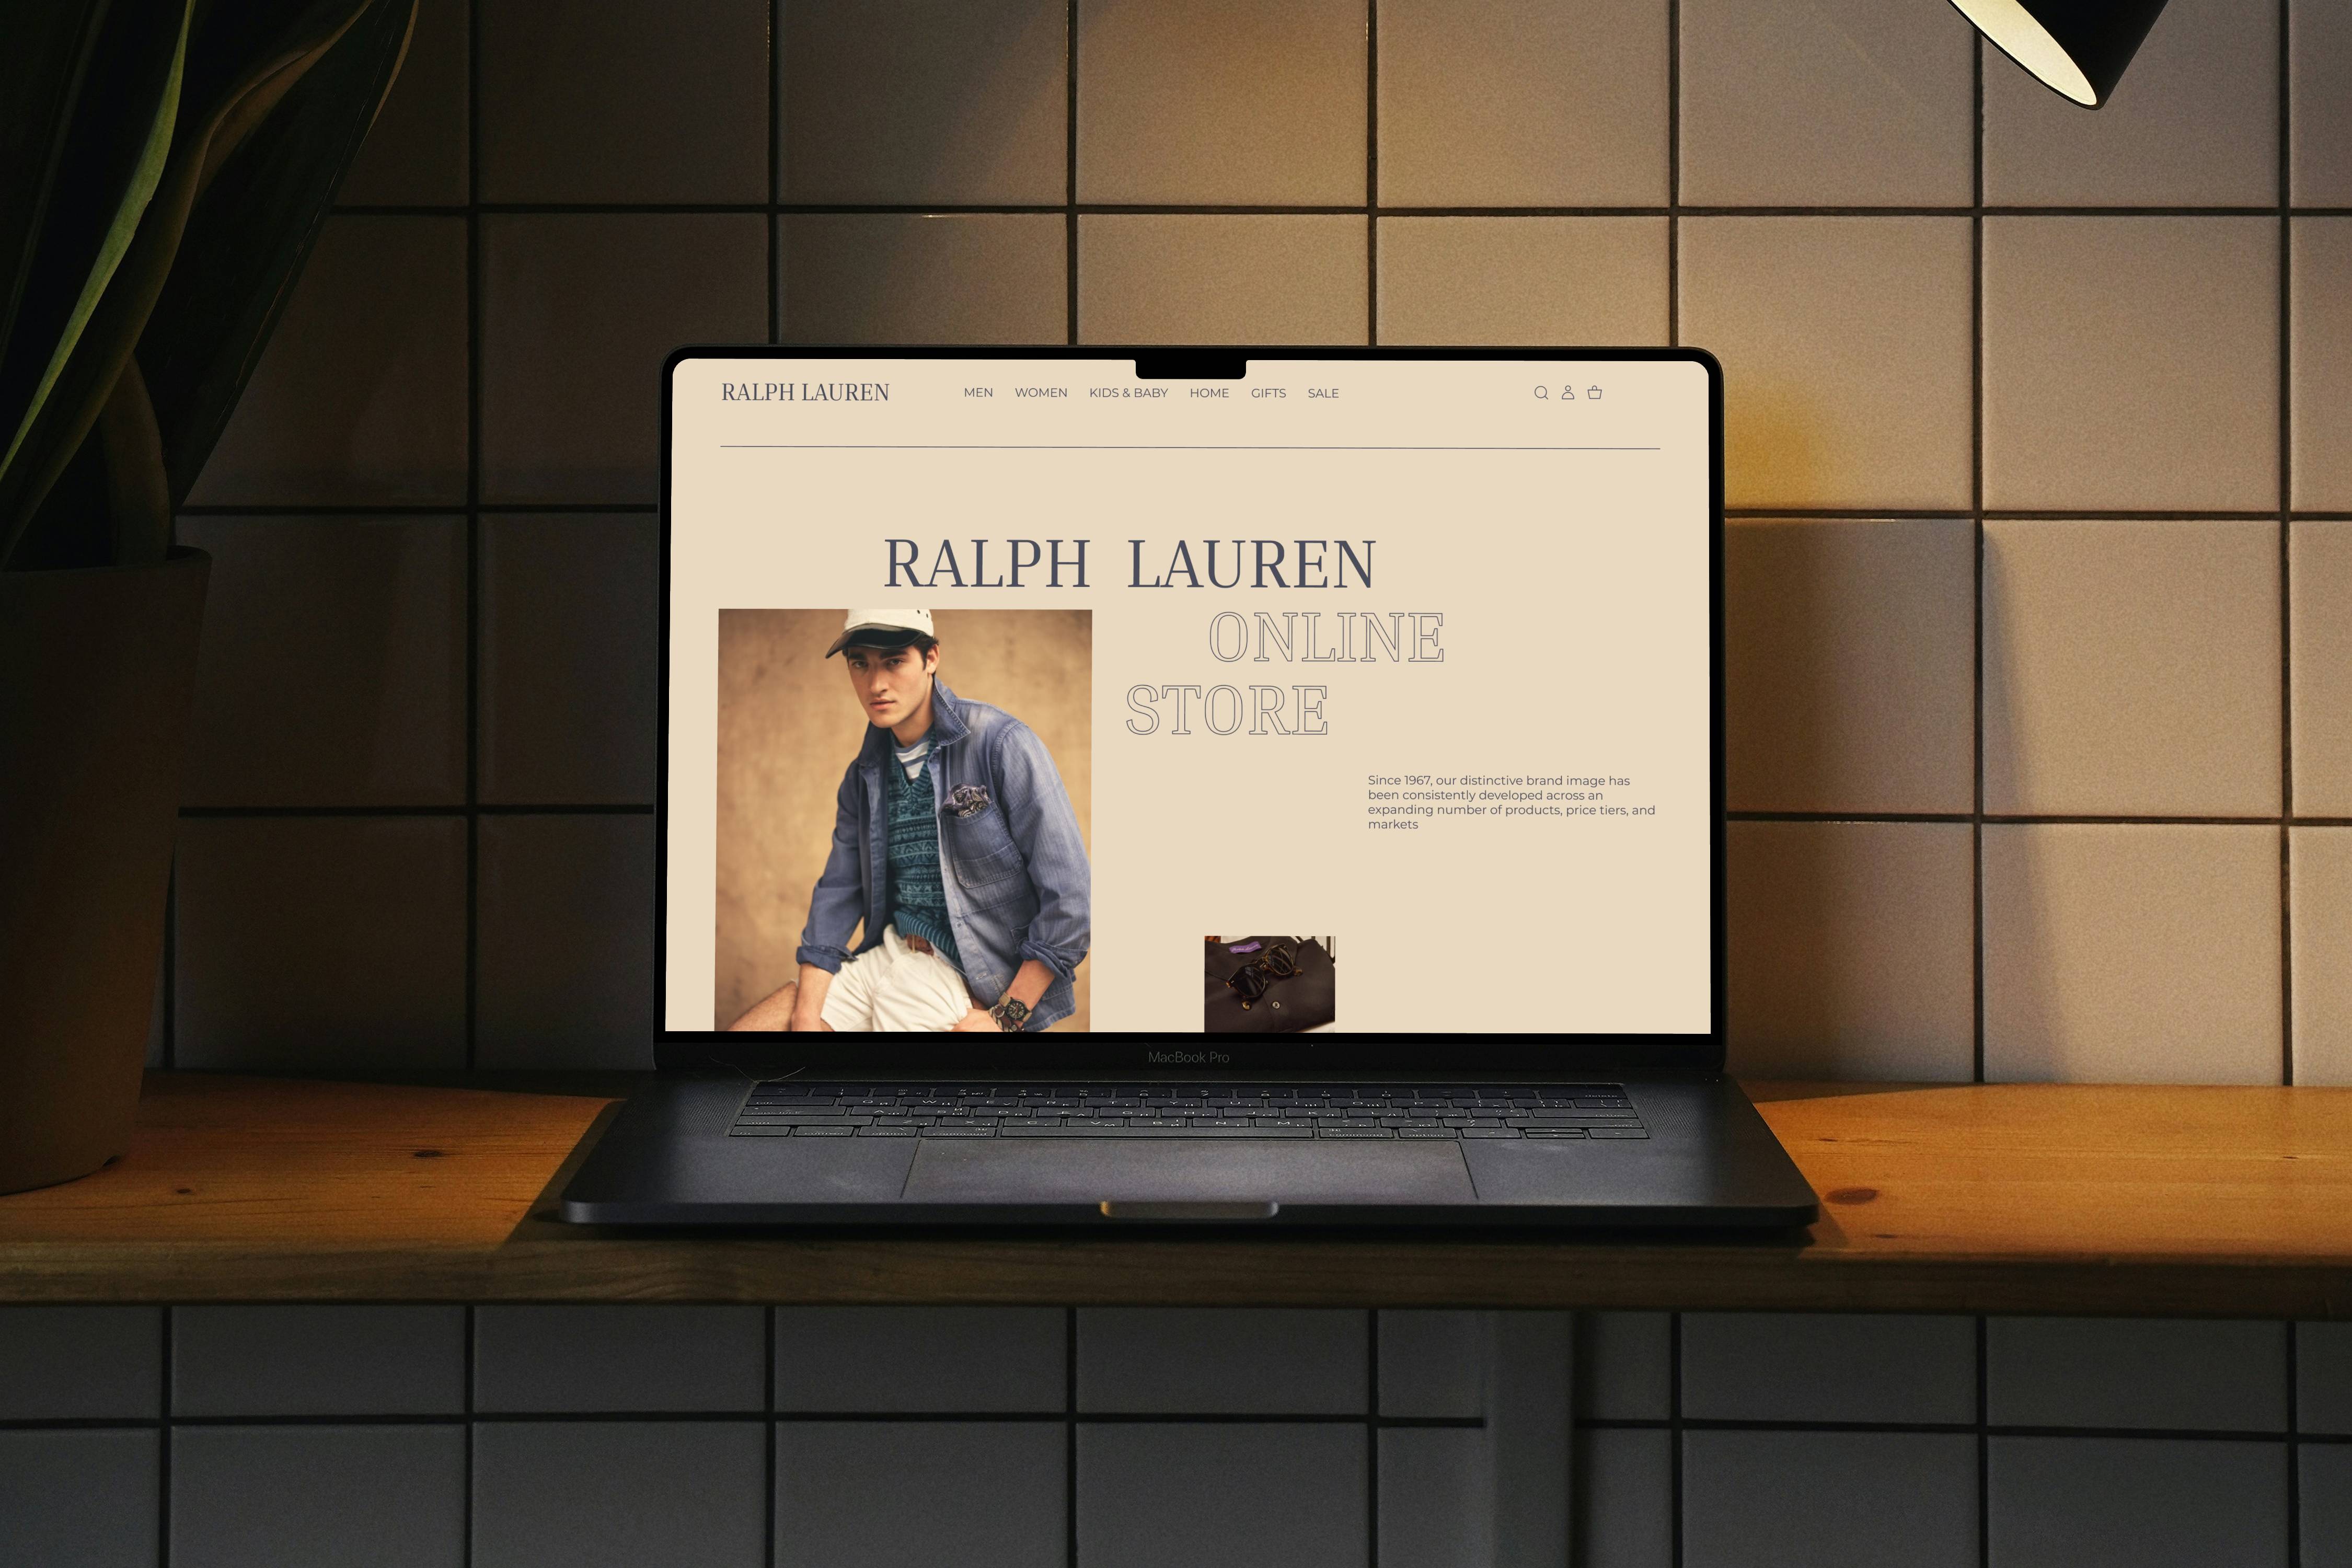 RALPH LAUREN
MEN WOMEN KIDS & BABY HOME GIFTS SALE
RALPH LAUREN
ONLINE
STORE
Since 1967, our distinctive brand image has
been consistently developed across an
expanding number of products, price tiers, and
markets
MacBook Pro